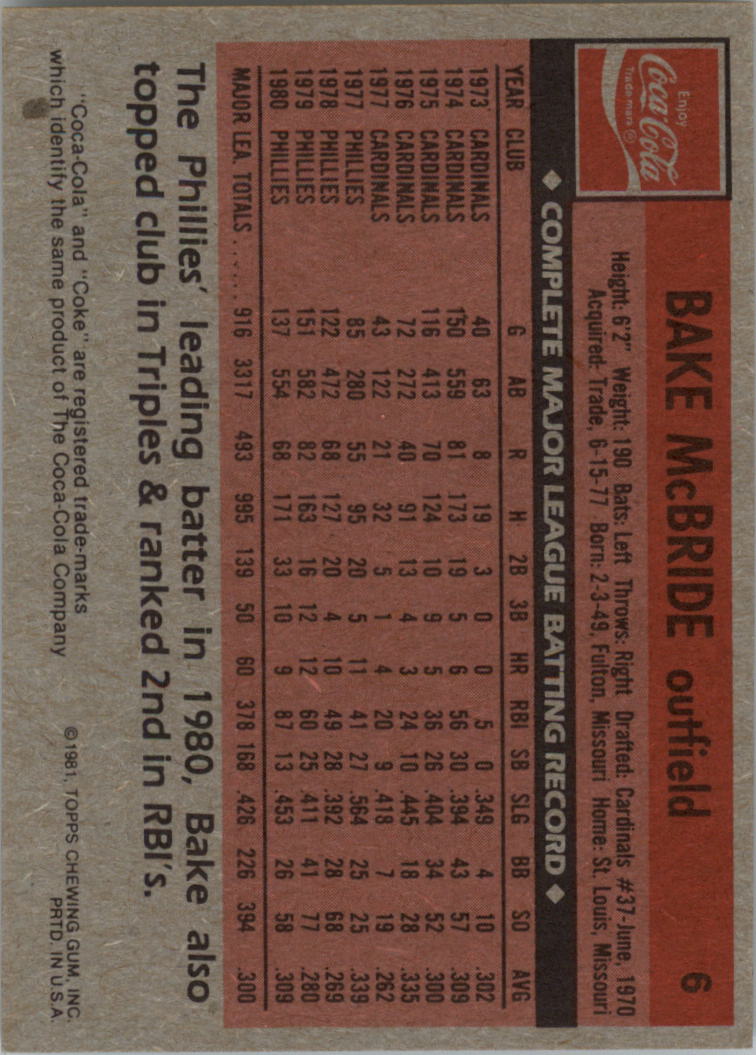 Enjoy
Coca-Cola
Trade-mark ®
BAKE McBRIDE outfield 6
Height: 6'2" Weight: 190 Bats: Left Throws: Right Drafted: Cardinals #37-June, 1970
Acquired: Trade, 6-15-77 Born: 2-3-49, Fulton, Missouri Home: St. Louis, Missouri
◆ COMPLETE MAJOR LEAGUE BATTING RECORD ◆
YEAR CLUB G AB R H 2B 3B HR RBI SB SLG BB SO AVG
1973 CARDINALS 40 63 8 19 3 0 0 5 0 .349 4 10 .302
1974 CARDINALS 150 559 81 173 19 5 6 56 30 .394 43 57 .309
1975 CARDINALS 116 413 70 124 10 9 5 36 26 .404 34 52 .300
1976 CARDINALS 72 272 40 91 13 4 3 24 10 .445 18 28 .335
1977 CARDINALS 43 122 21 32 5 1 4 20 9 .418 7 19 .262
1977 PHILLIES 85 280 55 95 20 5 11 41 27 .564 25 25 .339
1978 PHILLIES 122 472 68 127 20 4 10 49 28 .392 28 68 .269
1979 PHILLIES 151 582 82 163 16 12 12 60 25 .411 41 77 .280
1980 PHILLIES 137 554 68 171 33 10 9 87 13 .453 26 58 .309
MAJOR LEA. TOTALS...... 916 3317 493 995 139 50 60 378 168 .426 226 394 .300
The Phillies' leading batter in 1980, Bake also
topped club in Triples & ranked 2nd in RBI's.
"Coca-Cola" and "Coke" are registered trade-marks
which identify the same product of The Coca-Cola Company
©1981, TOPPS CHEWING GUM, INC.
PRTD. IN U.S.A.